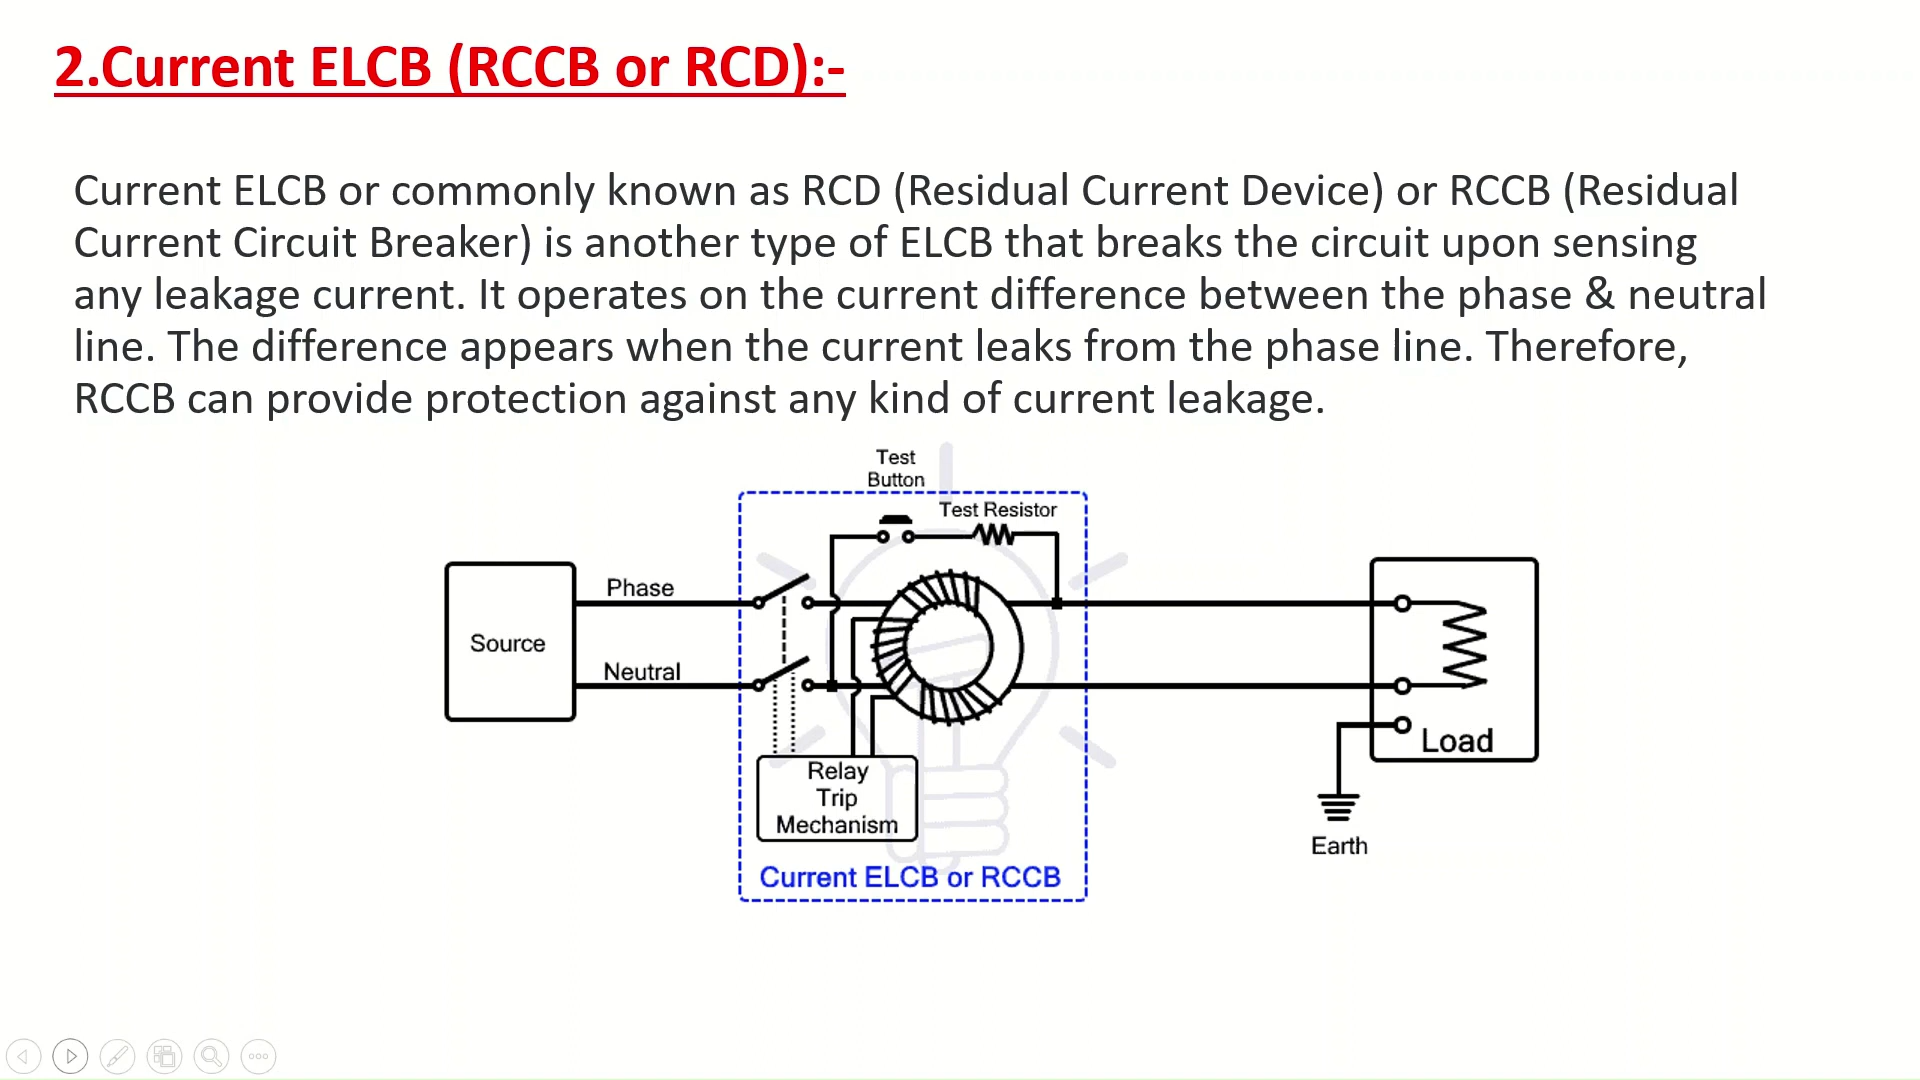 2.Current ELCB (RCCB or RCD):-
Current ELCB or commonly known as RCD (Residual Current Device) or RCCB (Residual
Current Circuit Breaker) is another type of ELCB that breaks the circuit upon sensing
any leakage current. It operates on the current difference between the phase & neutral
line. The difference appears when the current leaks from the phase line. Therefore,
RCCB can provide protection against any kind of current leakage.
Test
Button
Test Resistor
Phase
Source
Neutral
Load
Relay
Trip
Mechanism
Earth
Current ELCB or RCCB